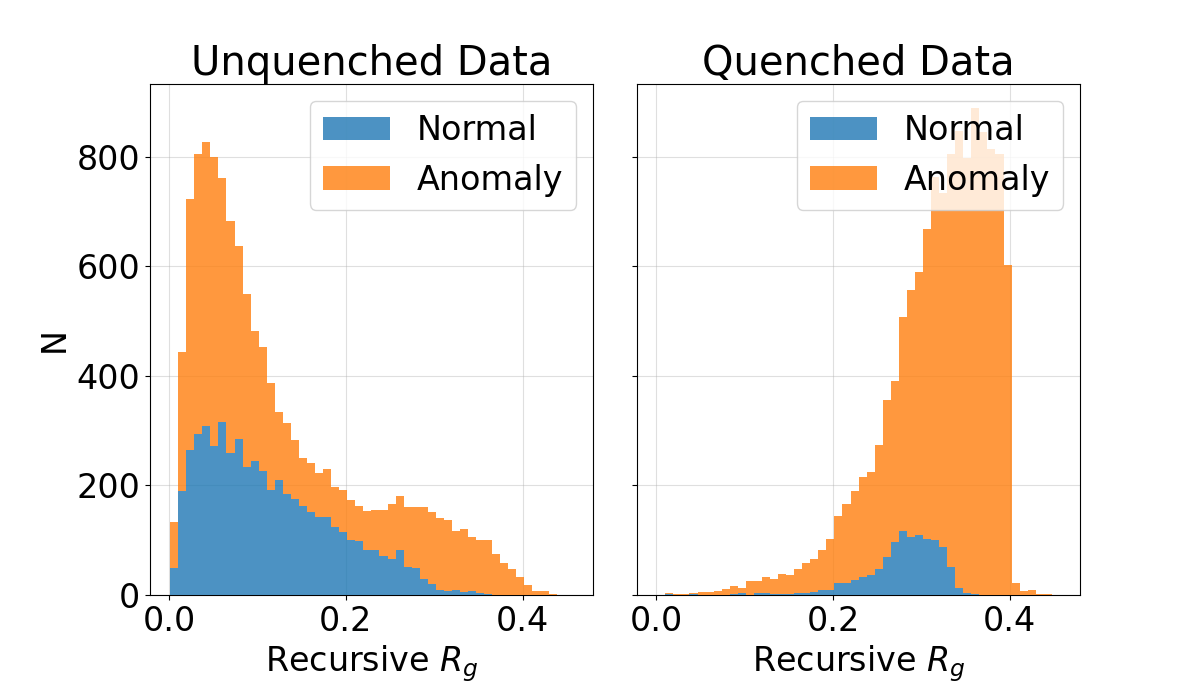 Unquenched Data
Quenched Data
Normal
Anomaly
Normal
Anomaly
N
800
600
400
200
0
0.0 0.2 0.4
0.0 0.2 0.4
Recursive R_g
Recursive R_g